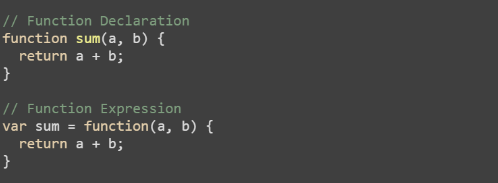 // Function Declaration
function sum(a, b) {
  return a + b;
}

// Function Expression
var sum = function(a, b) {
  return a + b;
}